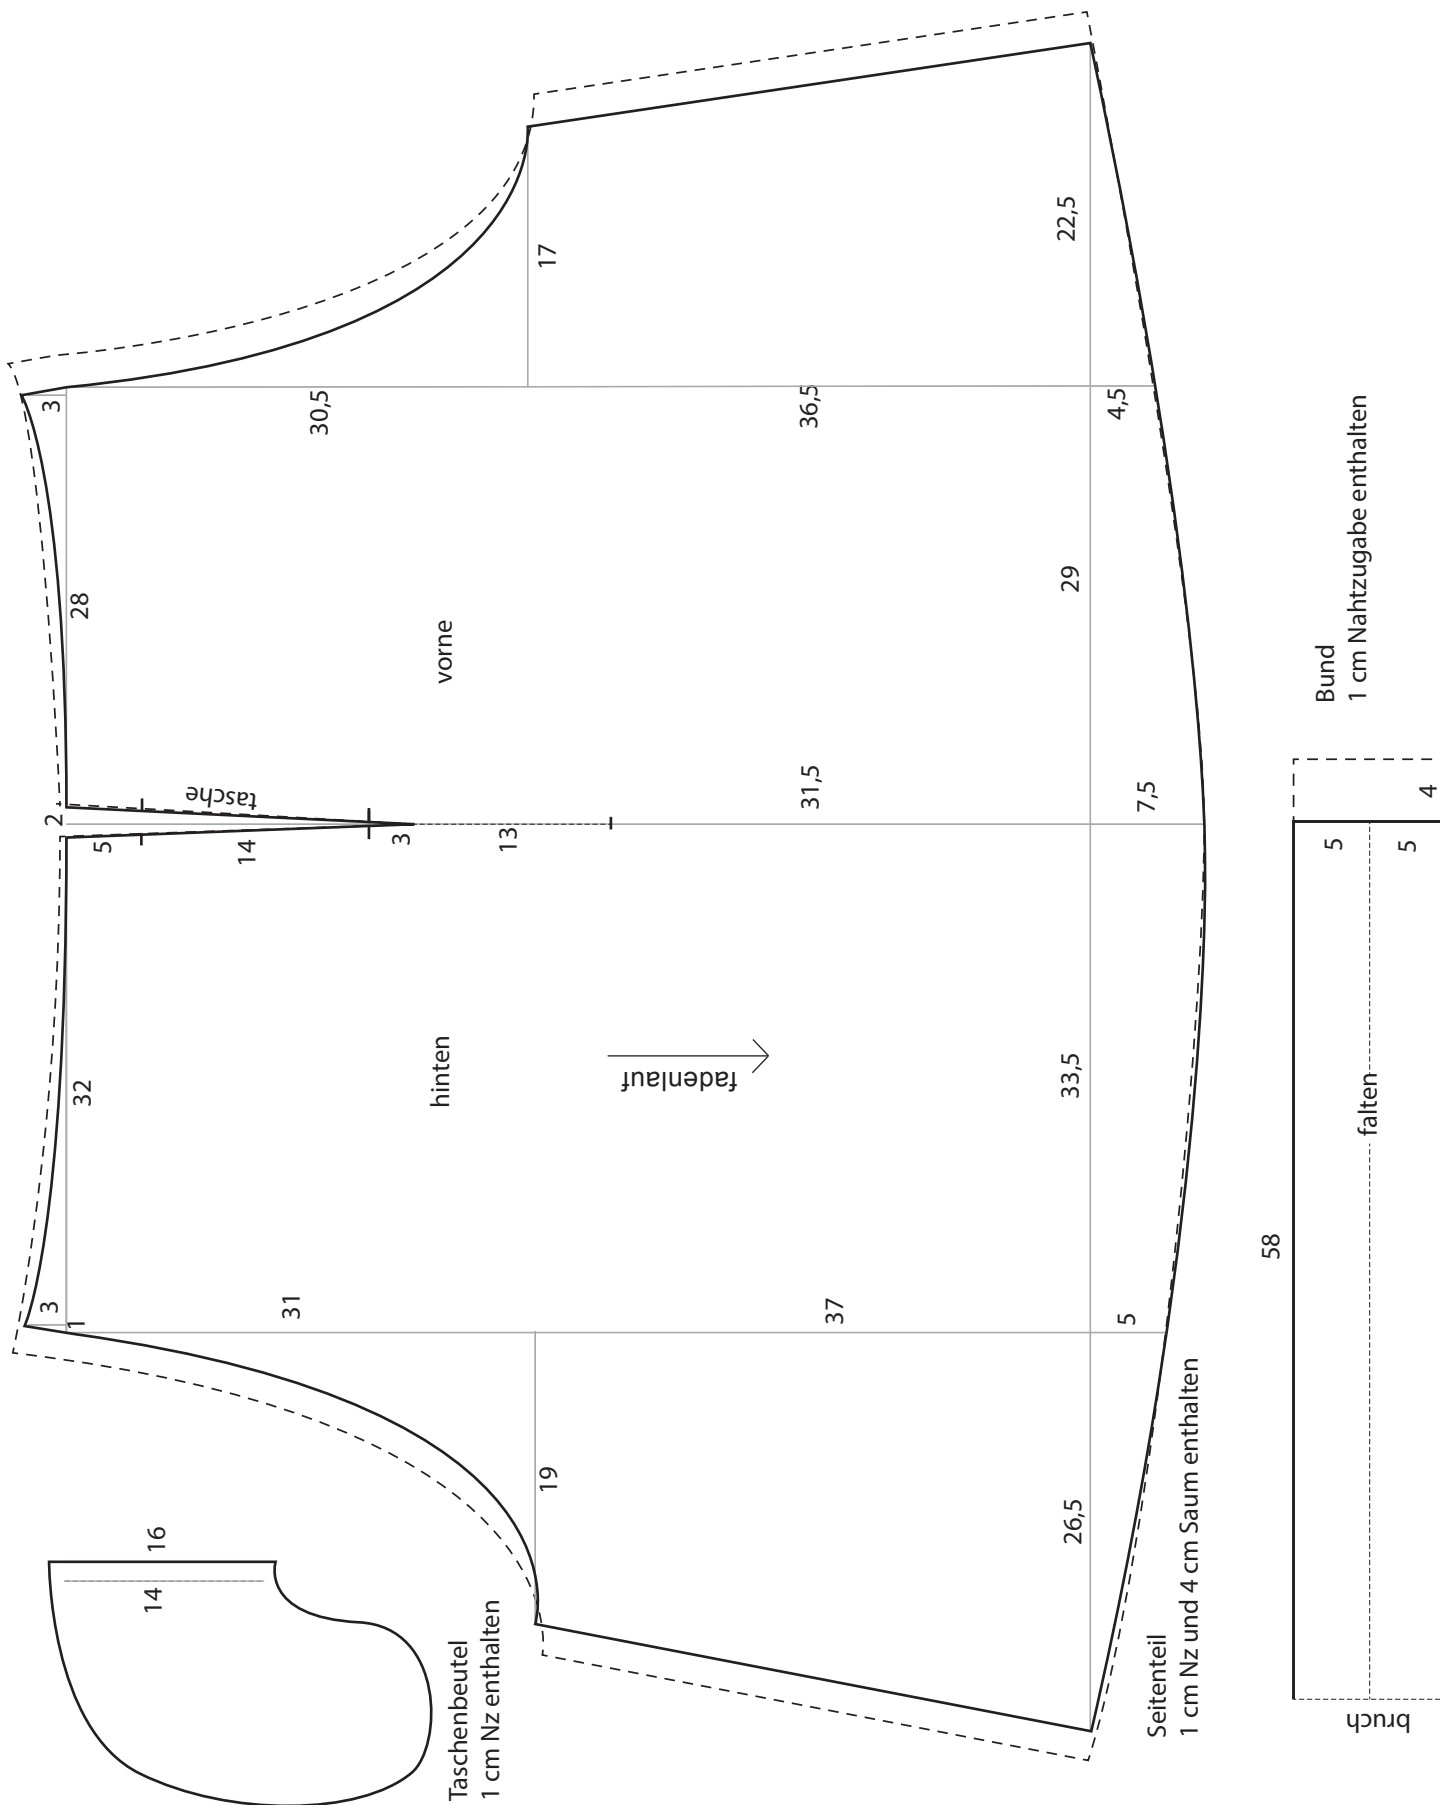 3
28
2
5
14
tasche
3
13
32
3
1
30,5
17
vorne
31,5
36,5
22,5
4,5
29
7,5
hinten
fadenlauf
33,5
31
37
5
19
26,5
16
14
Taschenbeutel
1 cm Nz enthalten
Seitenteil
1 cm Nz und 4 cm Saum enthalten
Bund
1 cm Nahtzugabe enthalten
4
5
5
58
falten
bruch